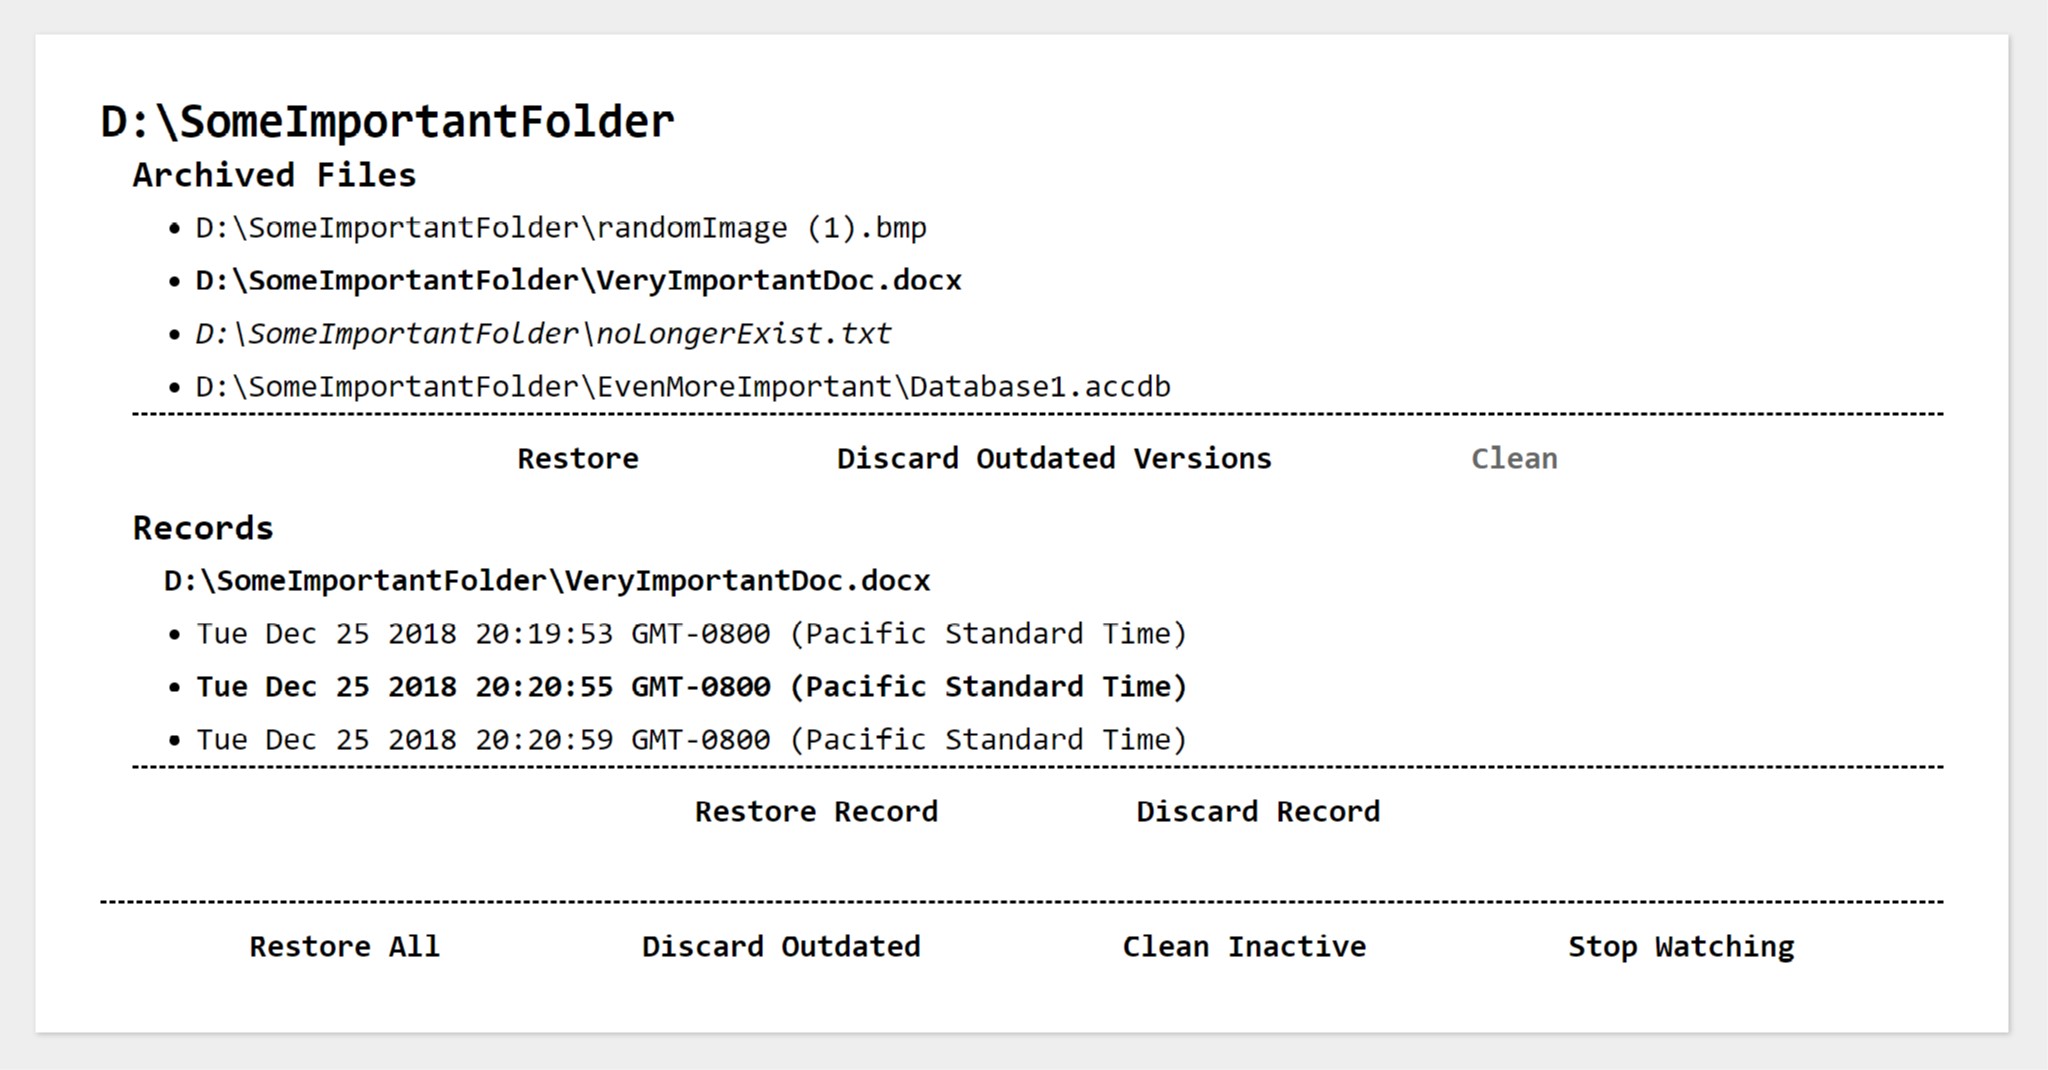 D:\SomeImportantFolder
Archived Files
D:\SomeImportantFolder\randomImage (1).bmp
D:\SomeImportantFolder\VeryImportantDoc.docx
D:\SomeImportantFolder\noLongerExist.txt
D:\SomeImportantFolder\EvenMoreImportant\Database1.accdb
Restore Discard Outdated Versions Clean
Records
D:\SomeImportantFolder\VeryImportantDoc.docx
Tue Dec 25 2018 20:19:53 GMT-0800 (Pacific Standard Time)
Tue Dec 25 2018 20:20:55 GMT-0800 (Pacific Standard Time)
Tue Dec 25 2018 20:20:59 GMT-0800 (Pacific Standard Time)
Restore Record Discard Record
Restore All Discard Outdated Clean Inactive Stop Watching